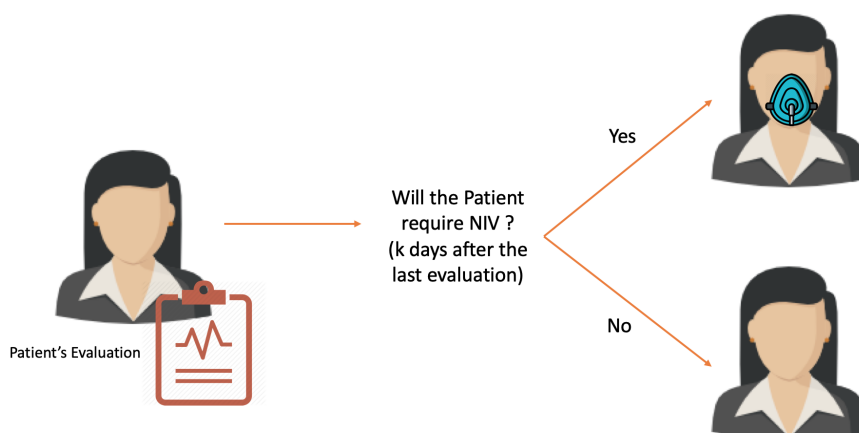 Patient's Evaluation
Will the Patient
require NIV ?
(k days after the
last evaluation)
Yes
No